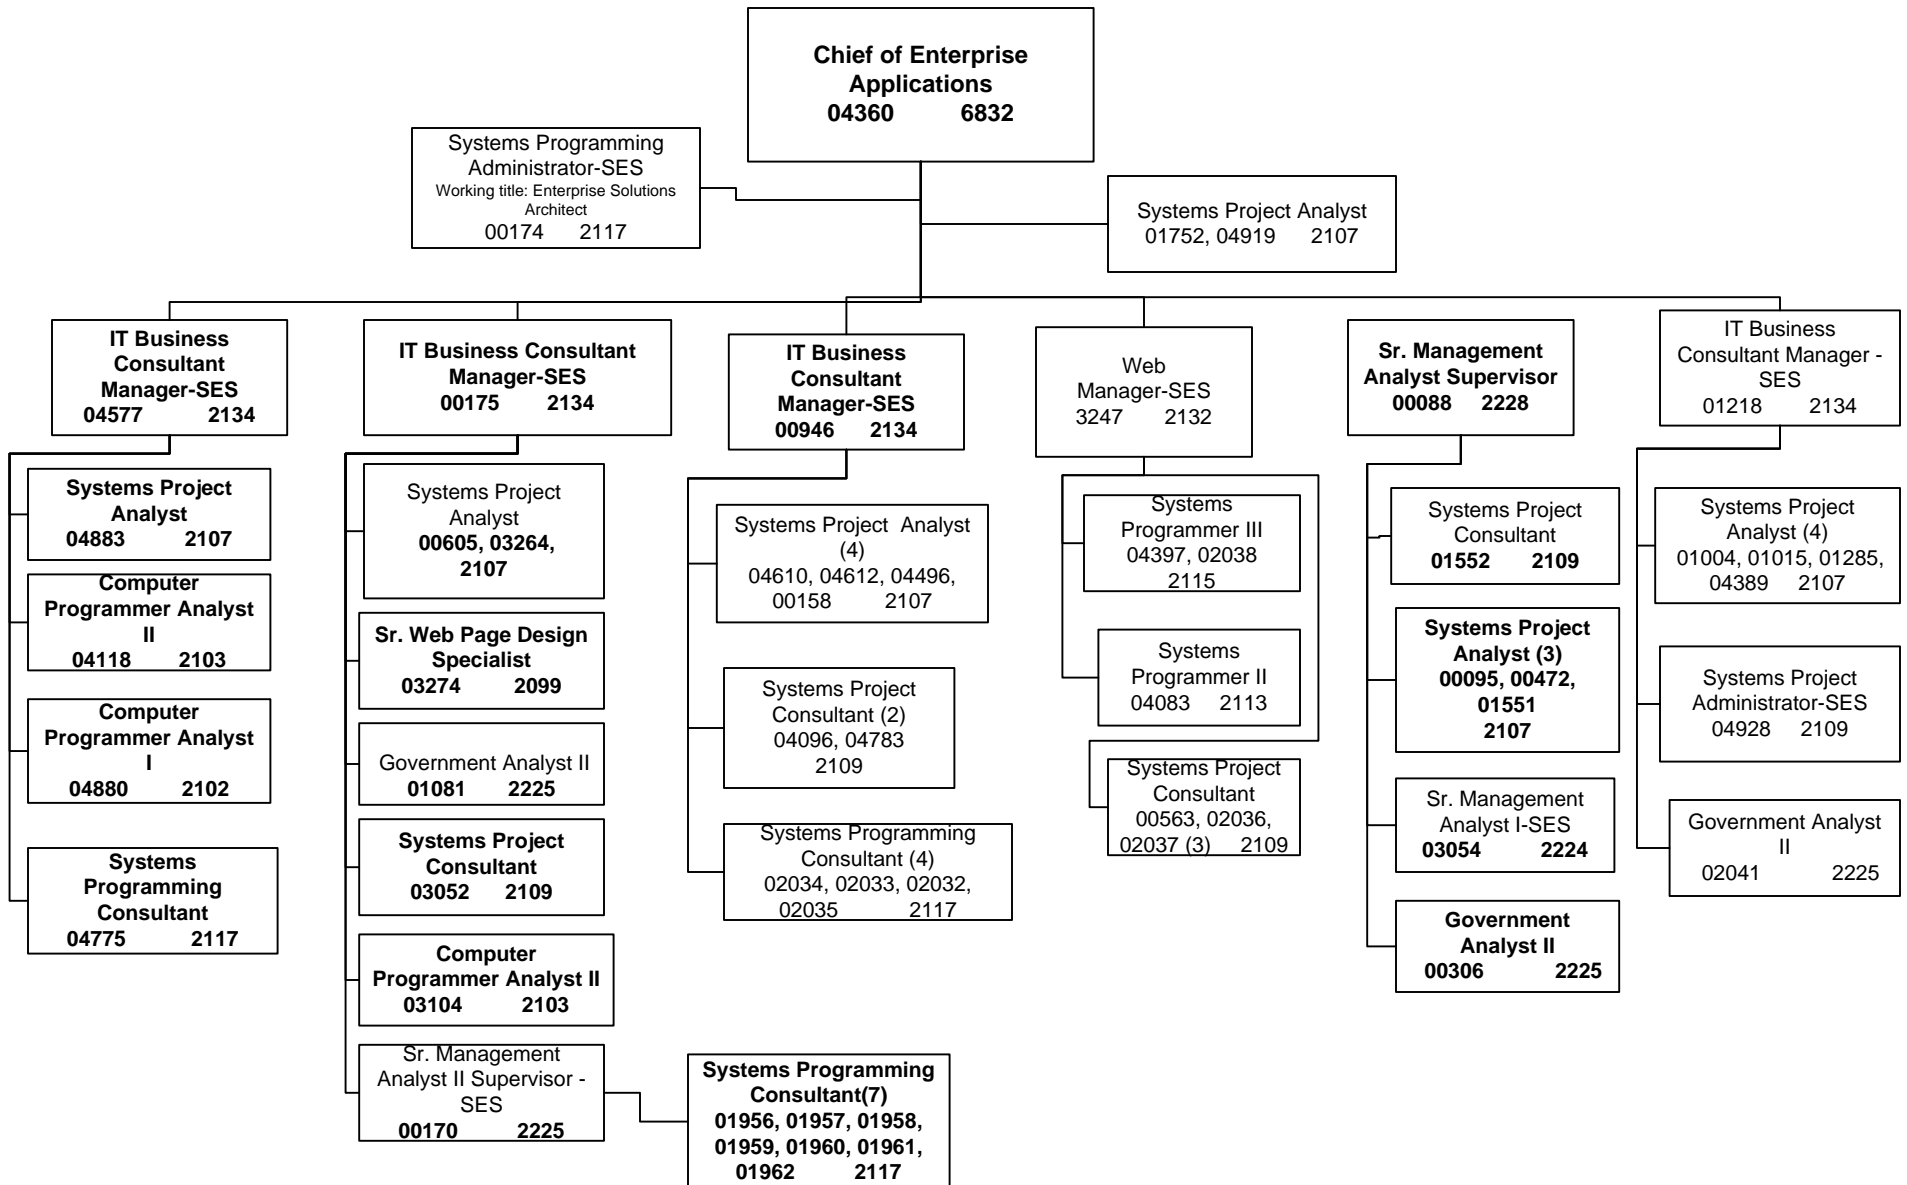 Chief of Enterprise
Applications
04360 6832
Systems Programming
Administrator-SES
Working title: Enterprise Solutions
Architect
00174 2117
Systems Project Analyst
01752, 04919 2107
IT Business
Consultant
Manager-SES
04577 2134
Systems Project
Analyst
04883 2107
Computer
Programmer Analyst
II
04118 2103
Computer
Programmer Analyst
I
04880 2102
Systems
Programming
Consultant
04775 2117
IT Business Consultant
Manager-SES
00175 2134
Systems Project
Analyst
00605, 03264,
2107
Sr. Web Page Design
Specialist
03274 2099
Government Analyst II
01081 2225
Systems Project
Consultant
03052 2109
Computer
Programmer Analyst II
03104 2103
Sr. Management
Analyst II Supervisor -
SES
00170 2225
Systems Programming
Consultant(7)
01956, 01957, 01958,
01959, 01960, 01961,
01962 2117
IT Business
Consultant
Manager-SES
00946 2134
Systems Project Analyst
(4)
04610, 04612, 04496,
00158 2107
Systems Project
Consultant (2)
04096, 04783
2109
Systems Programming
Consultant (4)
02034, 02033, 02032,
02035 2117
Web
Manager-SES
3247 2132
Systems
Programmer III
04397, 02038
2115
Systems
Programmer II
04083 2113
Systems Project
Consultant
00563, 02036,
02037 (3) 2109
Sr. Management
Analyst Supervisor
00088 2228
Systems Project
Consultant
01552 2109
Systems Project
Analyst (3)
00095, 00472,
01551
2107
Sr. Management
Analyst I-SES
03054 2224
Government
Analyst II
00306 2225
IT Business
Consultant Manager -
SES
01218 2134
Systems Project
Analyst (4)
01004, 01015, 01285,
04389 2107
Systems Project
Administrator-SES
04928 2109
Government Analyst
II
02041 2225